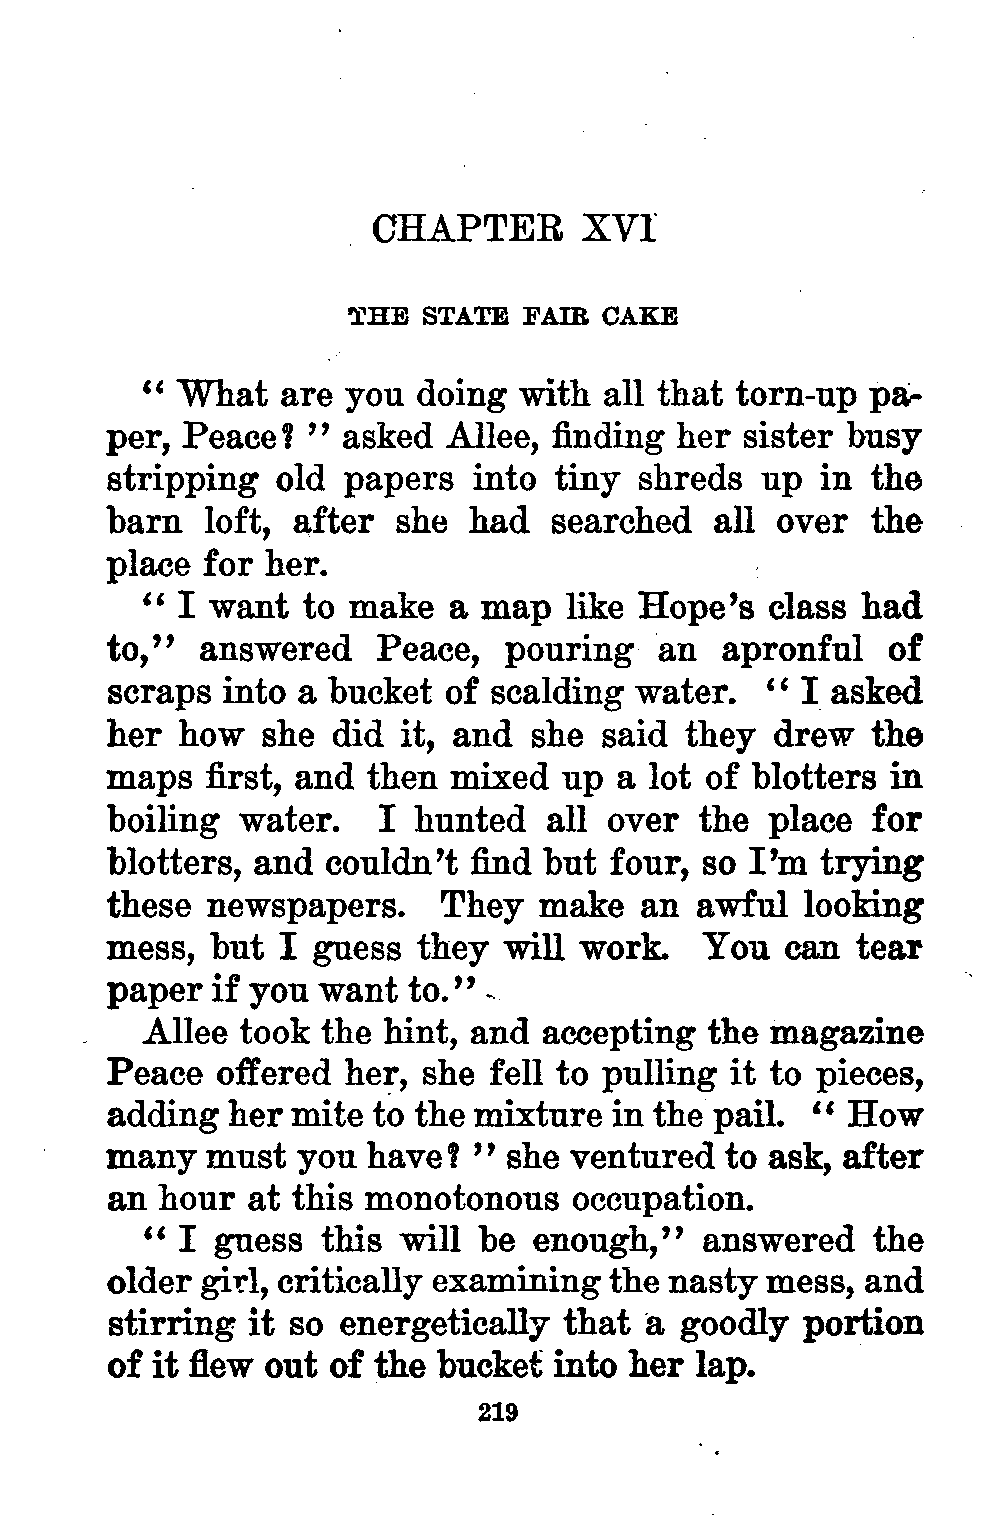 CHAPTER XVI
THE STATE FAIR CAKE
“ What are you doing with all that torn-up pa-
per, Peace? ” asked Allee, finding her sister busy
stripping old papers into tiny shreds up in the
barn loft, after she had searched all over the
place for her.
“ I want to make a map like Hope’s class had
to,” answered Peace, pouring an apronful of
scraps into a bucket of scalding water. “ I asked
her how she did it, and she said they drew the
maps first, and then mixed up a lot of blotters in
boiling water. I hunted all over the place for
blotters, and couldn’t find but four, so I’m trying
these newspapers. They make an awful looking
mess, but I guess they will work. You can tear
paper if you want to.”
Allee took the hint, and accepting the magazine
Peace offered her, she fell to pulling it to pieces,
adding her mite to the mixture in the pail. “ How
many must you have? ” she ventured to ask, after
an hour at this monotonous occupation.
“ I guess this will be enough,” answered the
older girl, critically examining the nasty mess, and
stirring it so energetically that a goodly portion
of it flew out of the bucket into her lap.
219